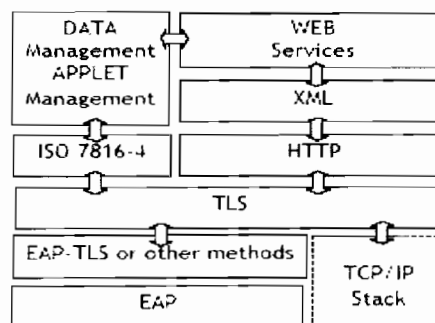 DATA
Management
APPLET
Management
WEB
Services
XML
ISO 7816-4
HTTP
TLS
EAP-TLS or other methods
EAP
TCP/IP
Stack